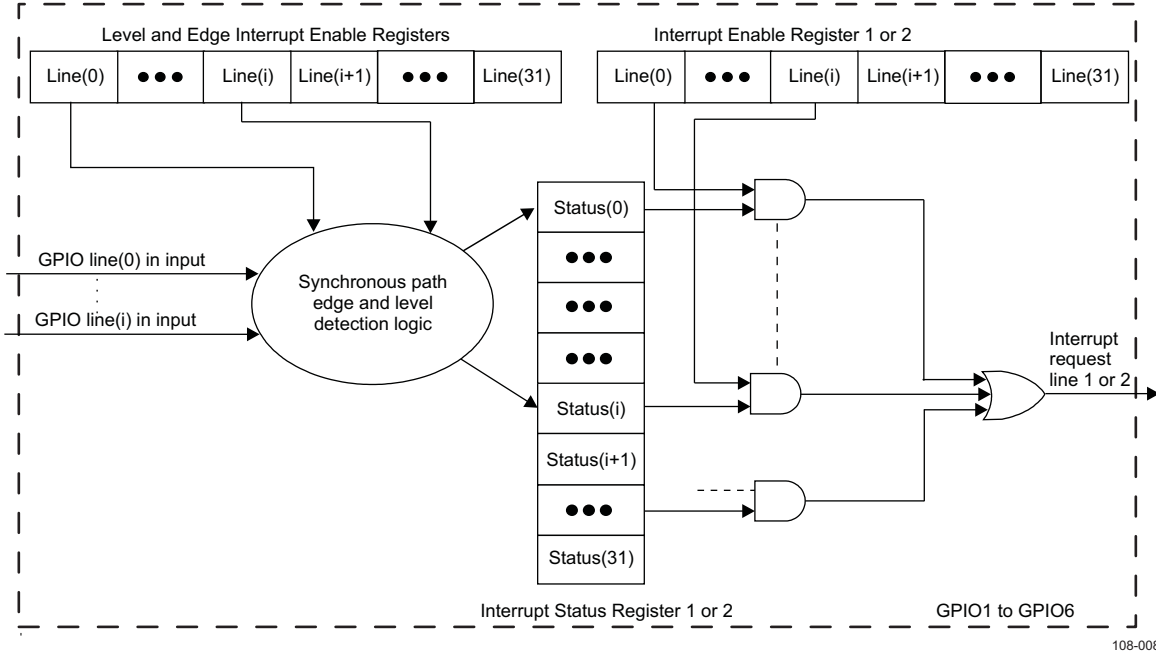 Level and Edge Interrupt Enable Registers
Interrupt Enable Register 1 or 2
Line(0) ●●● Line(i) Line(i+1) ●●● Line(31)
Line(0) ●●● Line(i) Line(i+1) ●●● Line(31)
Status(0)
●●●
●●●
●●●
Status(i)
Status(i+1)
●●●
Status(31)
GPIO line(0) in input
GPIO line(i) in input
Synchronous path
edge and level
detection logic
Interrupt
request
line 1 or 2
Interrupt Status Register 1 or 2
GPIO1 to GPIO6
108-008